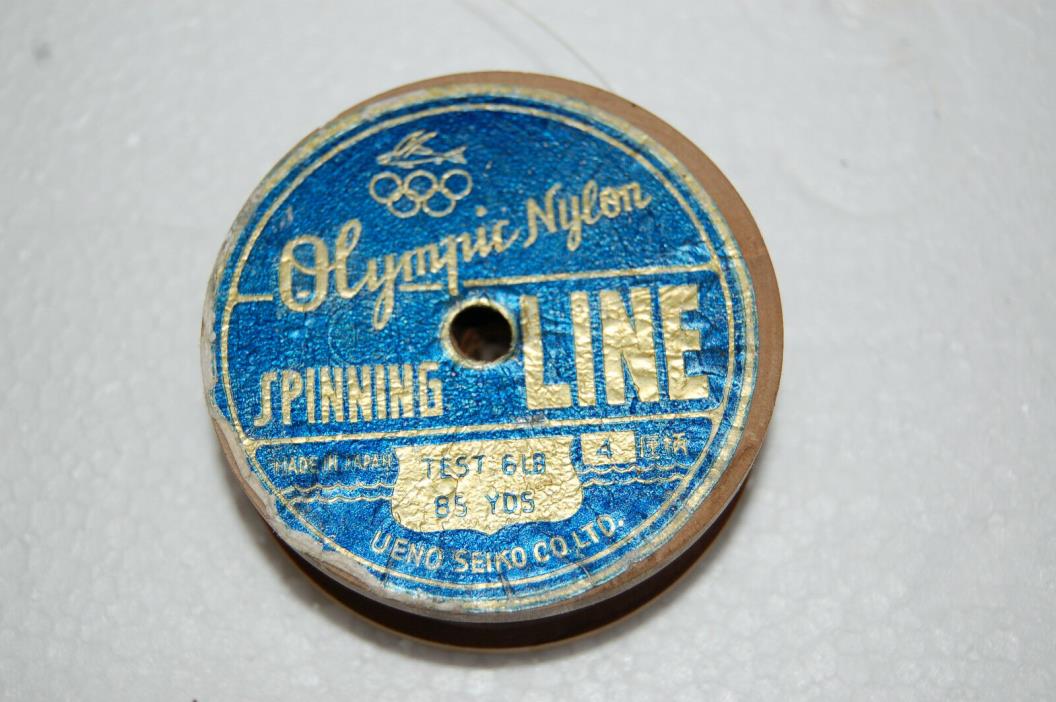 Olympic Nylon
SPINNING LINE
MADE IN JAPAN
TEST 6LB
85 YDS
4
UENO SEIKO CO.LTD.